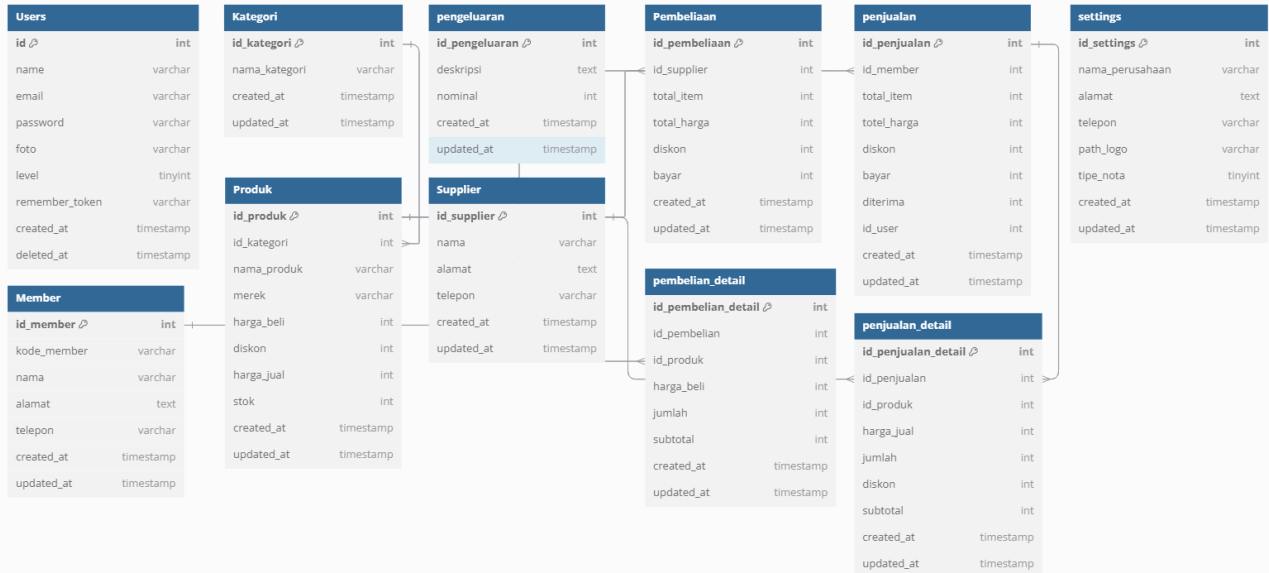 Users
id int
name varchar
email varchar
password varchar
foto varchar
level tinyint
remember_token varchar
created_at timestamp
deleted_at timestamp
Member
id_member int
kode_member varchar
nama varchar
alamat text
telepon varchar
created_at timestamp
updated_at timestamp
Kategori
id_kategori int
nama_kategori varchar
created_at timestamp
updated_at timestamp
Produk
id_produk int
id_kategori int
nama_produk varchar
merek varchar
harga_beli int
diskon int
harga_jual int
stok int
created_at timestamp
updated_at timestamp
pengeluaran
id_pengeluaran int
deskripsi text
nominal int
created_at timestamp
updated_at timestamp
Supplier
id_supplier int
nama varchar
alamat text
telepon varchar
created_at timestamp
updated_at timestamp
Pembeliaan
id_pembeliaan int
id_supplier int
total_item int
total_harga int
diskon int
bayar int
created_at timestamp
updated_at timestamp
pembelian_detail
id_pembelian_detail int
id_pembelian int
id_produk int
harga_beli int
jumlah int
subtotal int
created_at timestamp
updated_at timestamp
penjualan
id_penjualan int
id_member int
total_item int
totel_harga int
diskon int
bayar int
diterima int
id_user int
created_at timestamp
updated_at timestamp
penjualan_detail
id_penjualan_detail int
id_penjualan int
id_produk int
harga_jual int
jumlah int
diskon int
subtotal int
created_at timestamp
updated_at timestamp
settings
id_settings int
nama_perusahaan varchar
alamat text
telepon varchar
path_logo varchar
tipe_nota tinyint
created_at timestamp
updated_at timestamp